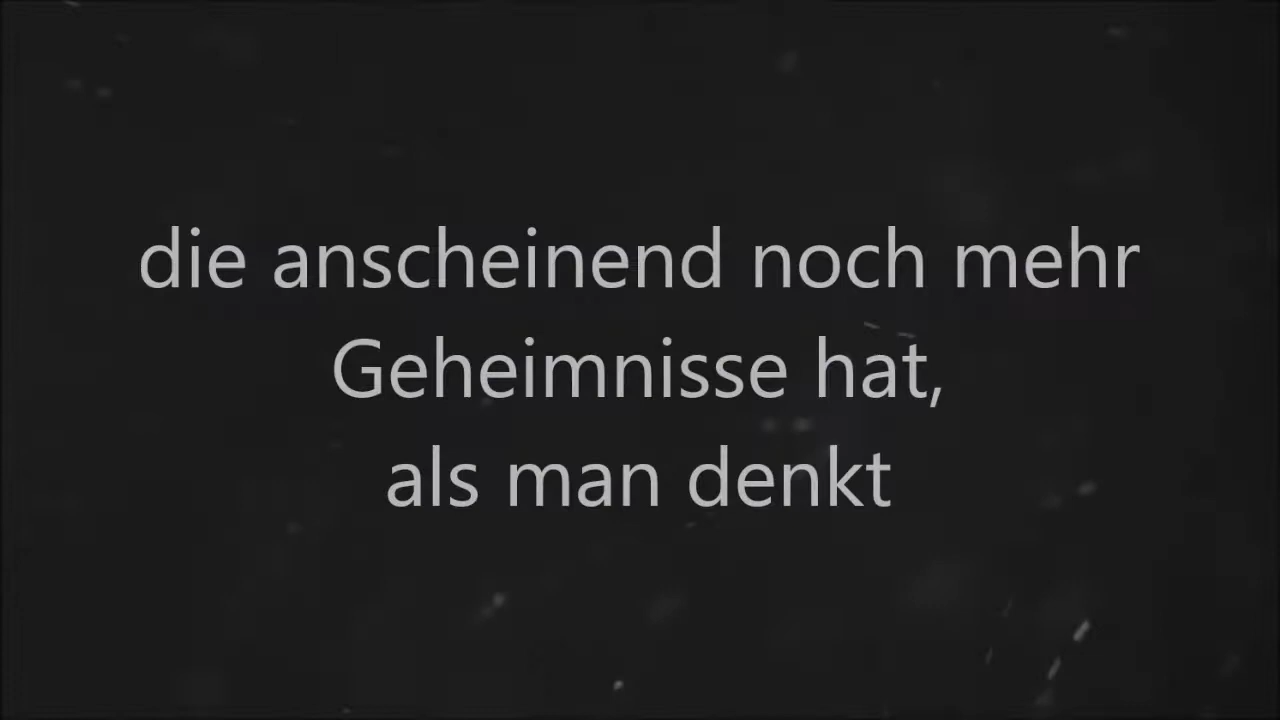 die anscheinend noch mehr
Geheimnisse hat,
als man denkt